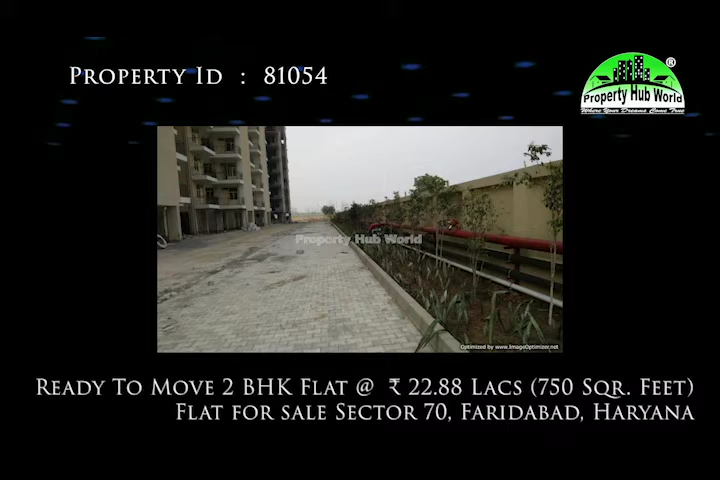 Property Id : 81054
®
Property Hub World
Where Your Dreams Come True
Property Hub World
Optimized by www.ImageOptimizer.net
Ready To Move 2 BHK Flat @ ₹ 22.88 Lacs (750 Sqr. Feet)
Flat for sale Sector 70, Faridabad, Haryana